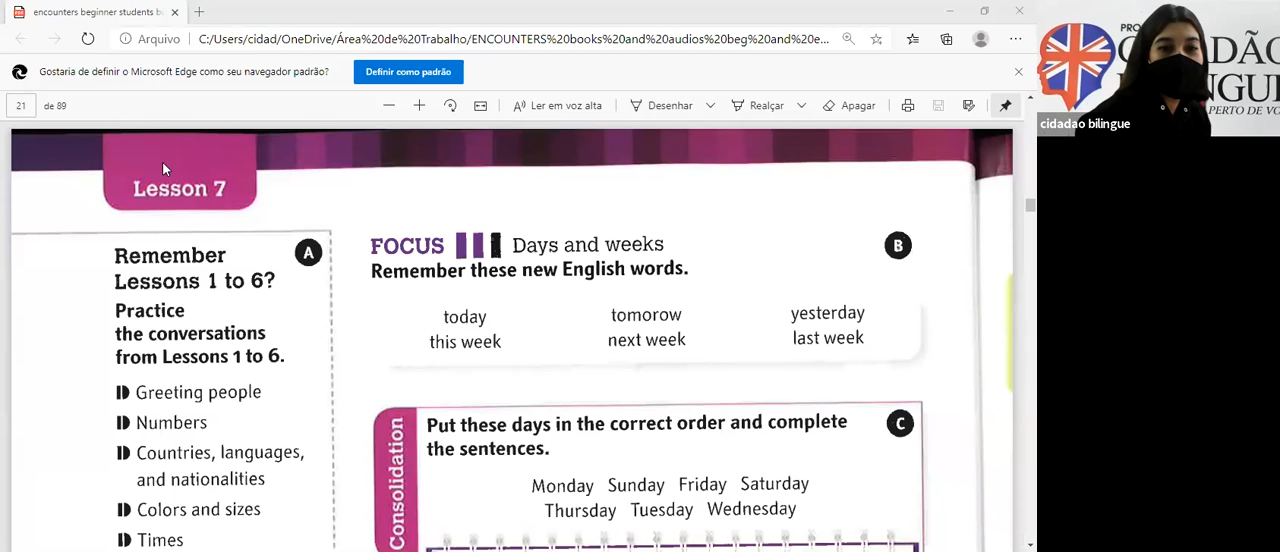 encounters beginner students b
Arquivo
C:/Users/cidad/OneDrive/Área%20de%20Trabalho/ENCOUNTERS%20books%20and%20audios%20beg%20and%20e...
Gostaria de definir o Microsoft Edge como seu navegador padrão?
Definir como padrão
21 de 89
Ler em voz alta
Desenhar
Realçar
Apagar
Lesson 7
Remember
Lessons 1 to 6?
A
Practice
the conversations
from Lessons 1 to 6.
Greeting people
Numbers
Countries, languages,
and nationalities
Colors and sizes
Times
FOCUS Days and weeks
B
Remember these new English words.
today tomorow yesterday
this week next week last week
Consolidation
Put these days in the correct order and complete
the sentences.
C
Monday Sunday Friday Saturday
Thursday Tuesday Wednesday
cidadao bilingue